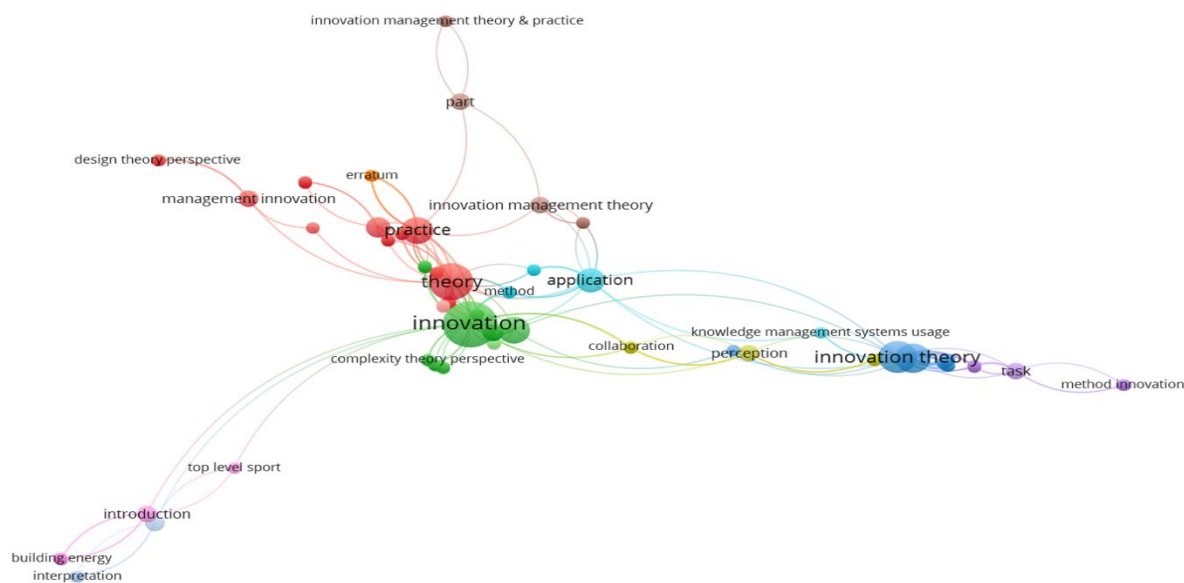 innovation management theory & practice
part
design theory perspective
erratum
management innovation
innovation management theory
practice
theory
application
method
innovation
knowledge management systems usage
collaboration
perception
complexity theory perspective
innovation theory
task
method innovation
top level sport
introduction
building energy
interpretation